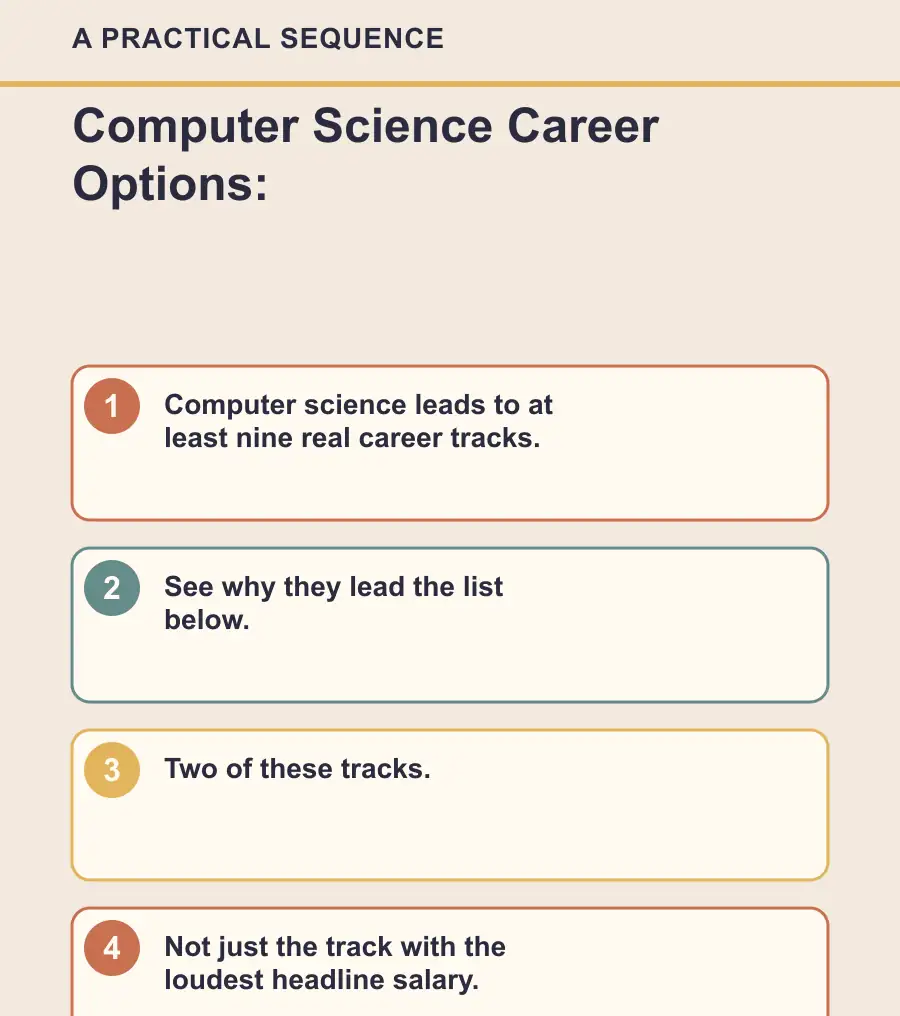 A PRACTICAL SEQUENCE
Computer Science Career
Options:
1
Computer science leads to at
least nine real career tracks.
2
See why they lead the list
below.
3
Two of these tracks.
4
Not just the track with the
loudest headline salary.